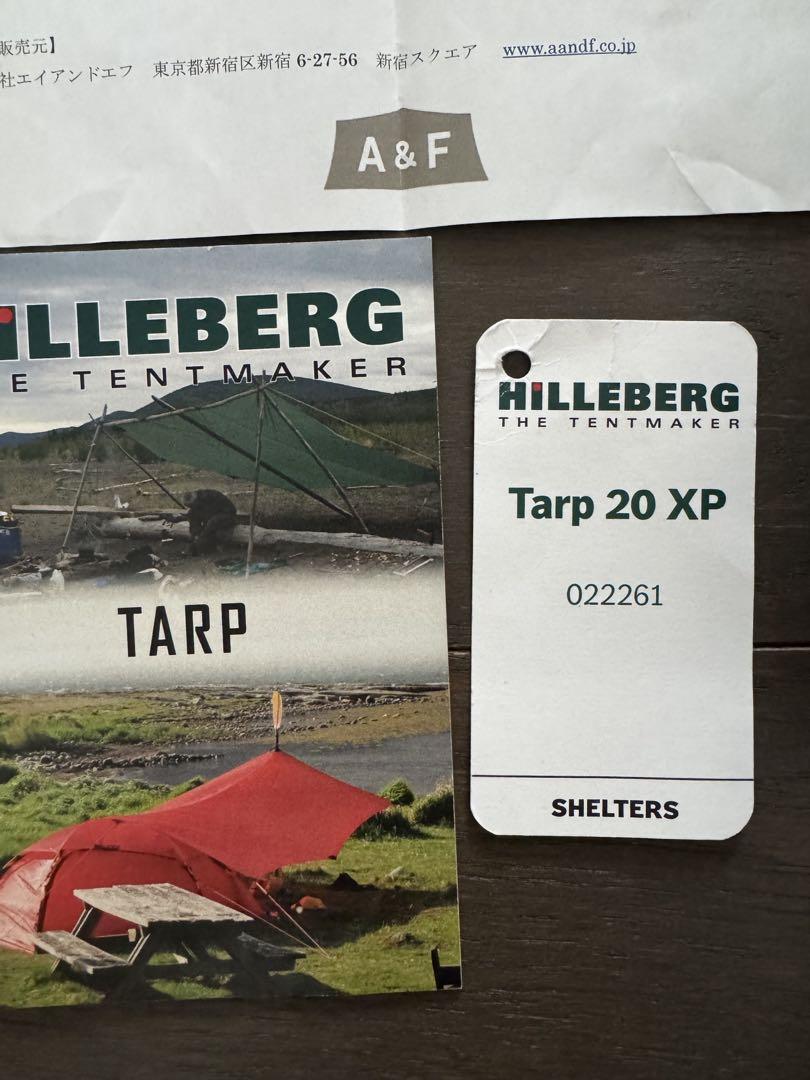 販売元】
社エイアンドエフ 東京都新宿区新宿 6-27-56 新宿スクエア www.aandf.co.jp
A & F
HILLEBERG
THE TENTMAKER
TARP
HILLEBERG
THE TENTMAKER
Tarp 20 XP
022261
SHELTERS